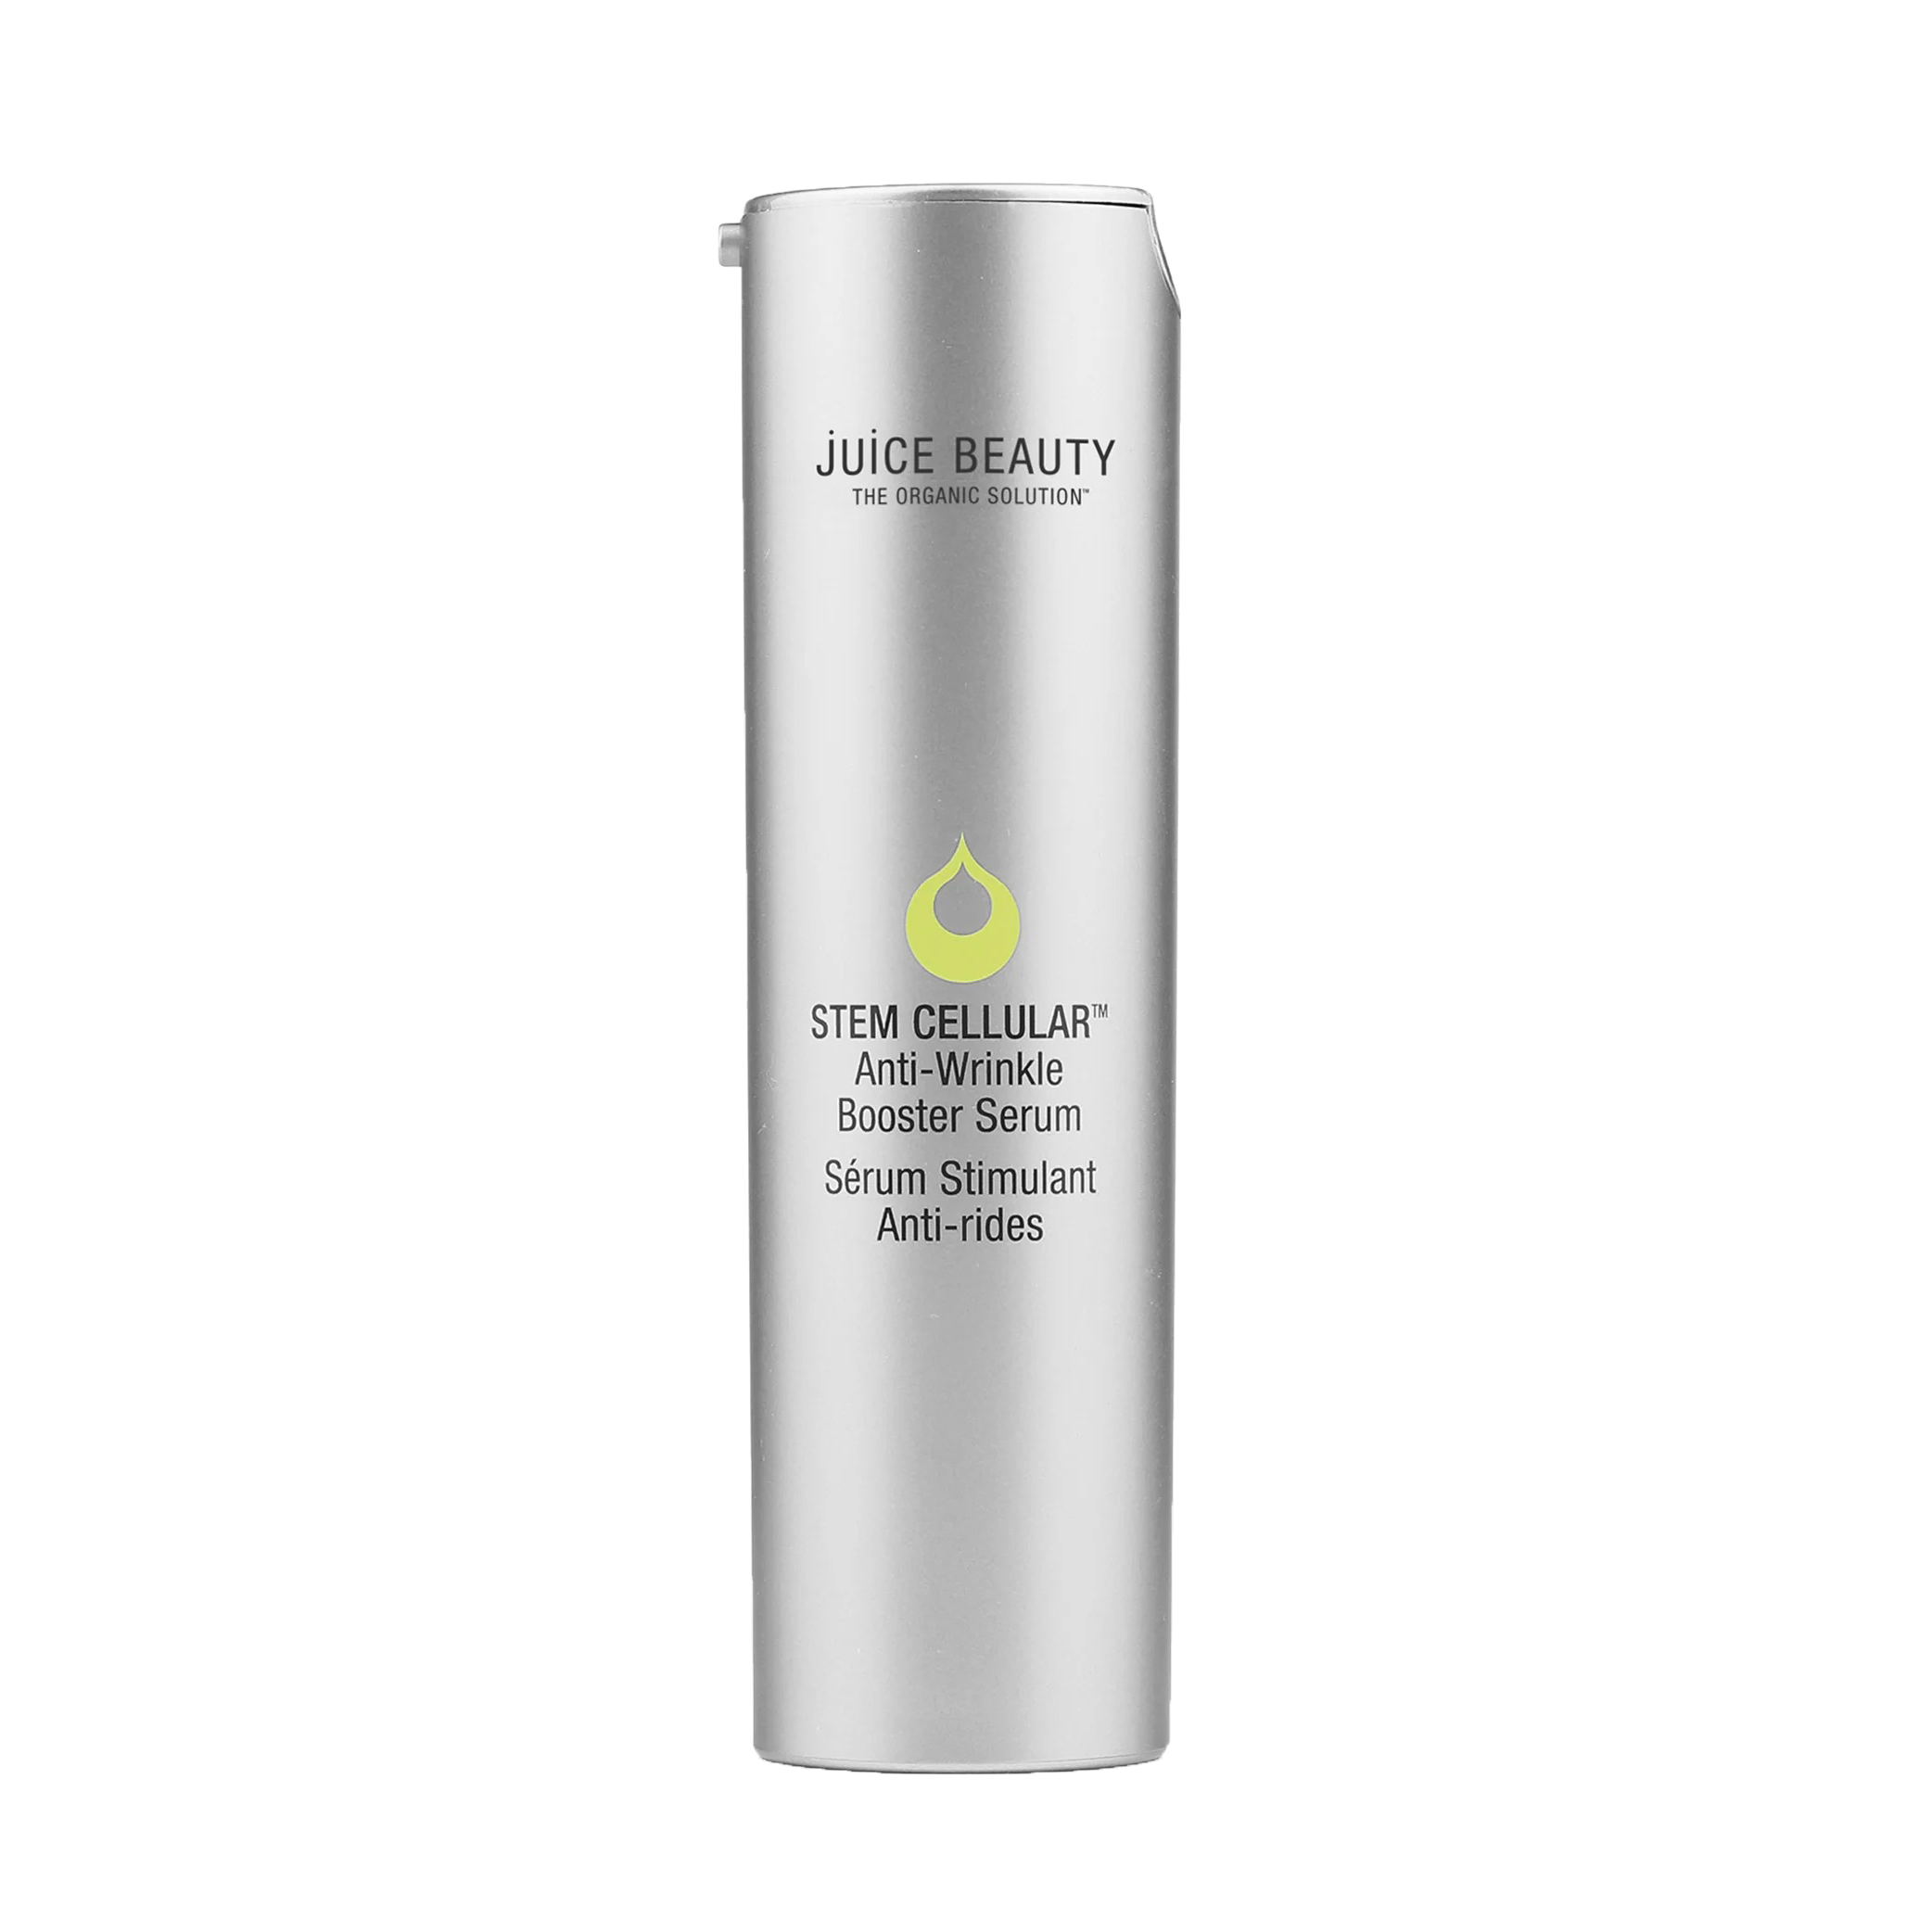 juiCE BEAUTY
THE ORGANIC SOLUTION™
STEM CELLULAR™
Anti-Wrinkle
Booster Serum
Sérum Stimulant
Anti-rides